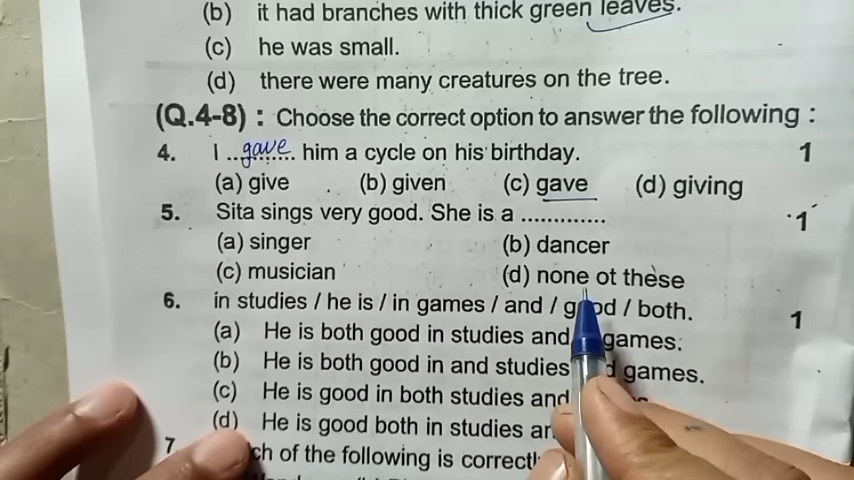 (b) it had branches with thick green leaves.
(c) he was small.
(d) there were many creatures on the tree.
(Q.4-8) : Choose the correct option to answer the following :
4. I ..gave.... him a cycle on his birthday. 1
(a) give (b) given (c) gave (d) giving
5. Sita sings very good. She is a ............. 1
(a) singer (b) dancer
(c) musician (d) none ot these
6. in studies / he is / in games / and / good / both. 1
(a) He is both good in studies and games.
(b) He is both good in and studies games.
(c) He is good in both studies and
(d) He is good both in studies
7 of the following is